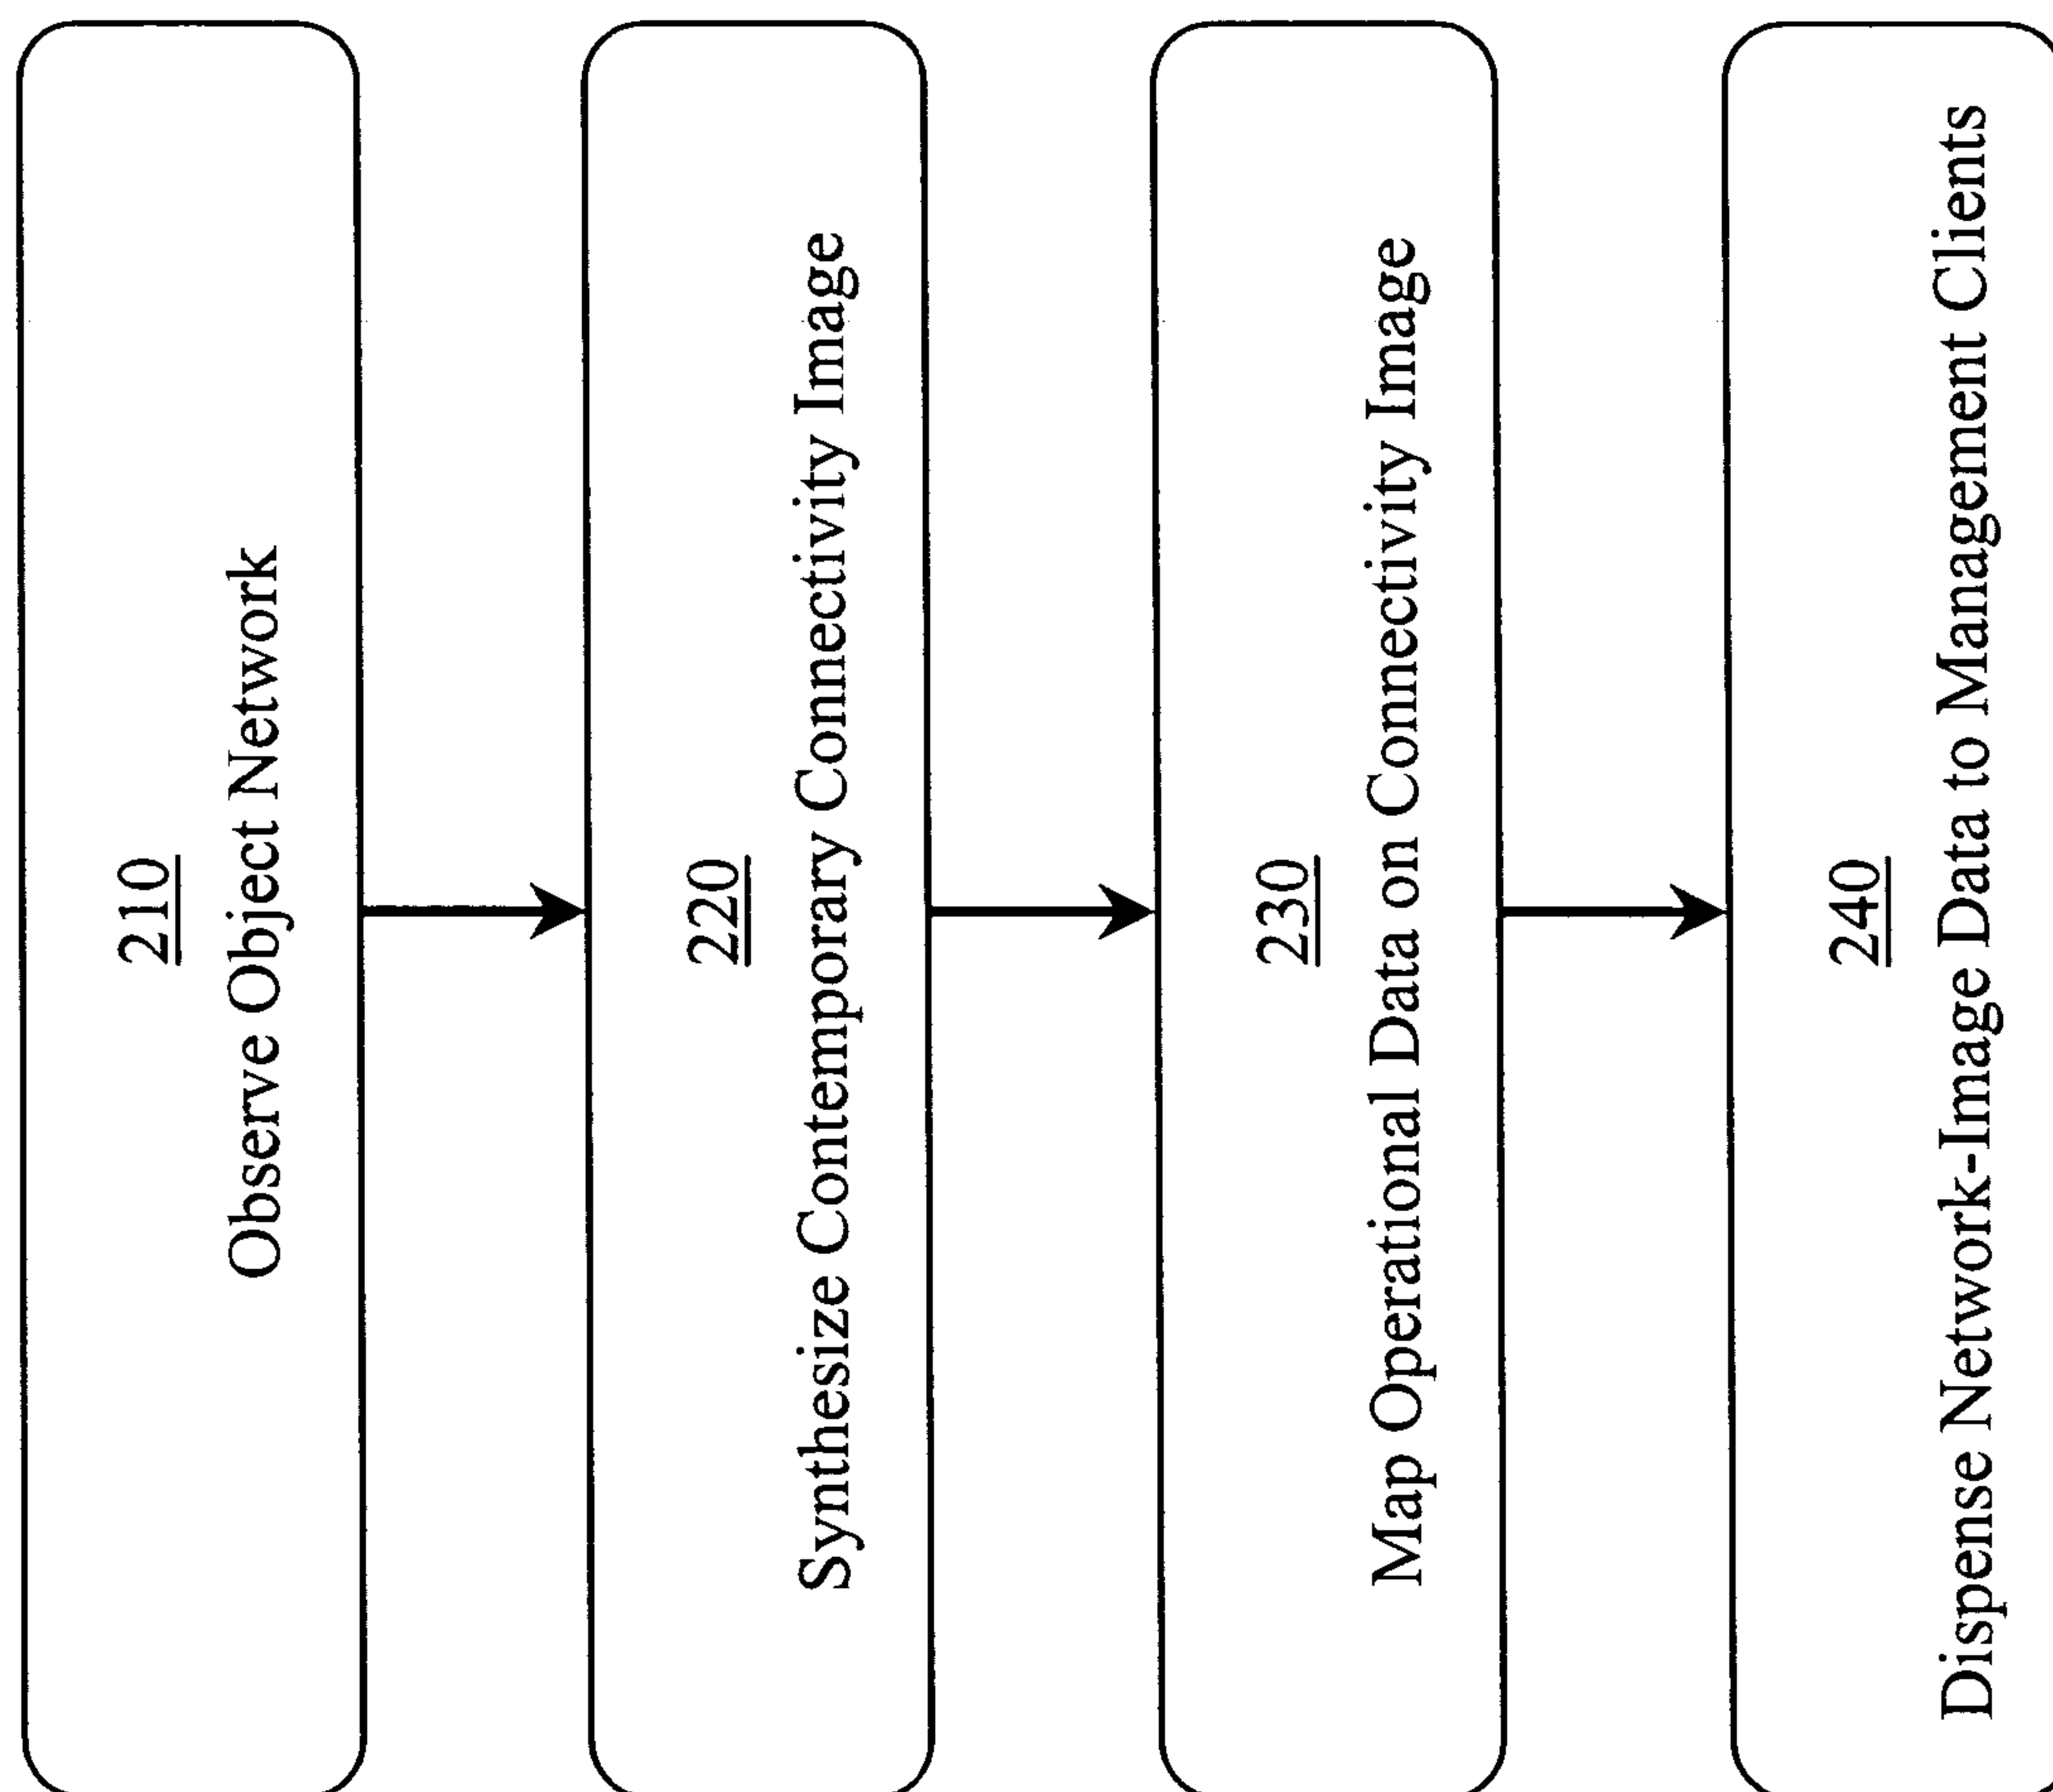 210
Observe Object Network
220
Synthesize Contemporary Connectivity Image
230
Map Operational Data on Connectivity Image
240
Dispense Network-Image Data to Management Clients